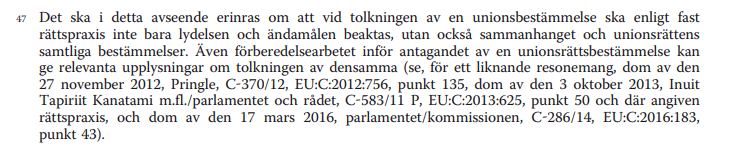 47 Det ska i detta avseende erinras om att vid tolkningen av en unionsbestämmelse ska enligt fast
rättspraxis inte bara lydelsen och ändamålen beaktas, utan också sammanhanget och unionsrättens
samtliga bestämmelser. Även förberedelsearbetet inför antagandet av en unionsrättsbestämmelse kan
ge relevanta upplysningar om tolkningen av densamma (se, för ett liknande resonemang, dom av den
27 november 2012, Pringle, C-370/12, EU:C:2012:756, punkt 135, dom av den 3 oktober 2013, Inuit
Tapiriit Kanatami m.fl./parlamentet och rådet, C-583/11 P, EU:C:2013:625, punkt 50 och där angiven
rättspraxis, och dom av den 17 mars 2016, parlamentet/kommissionen, C-286/14, EU:C:2016:183,
punkt 43).